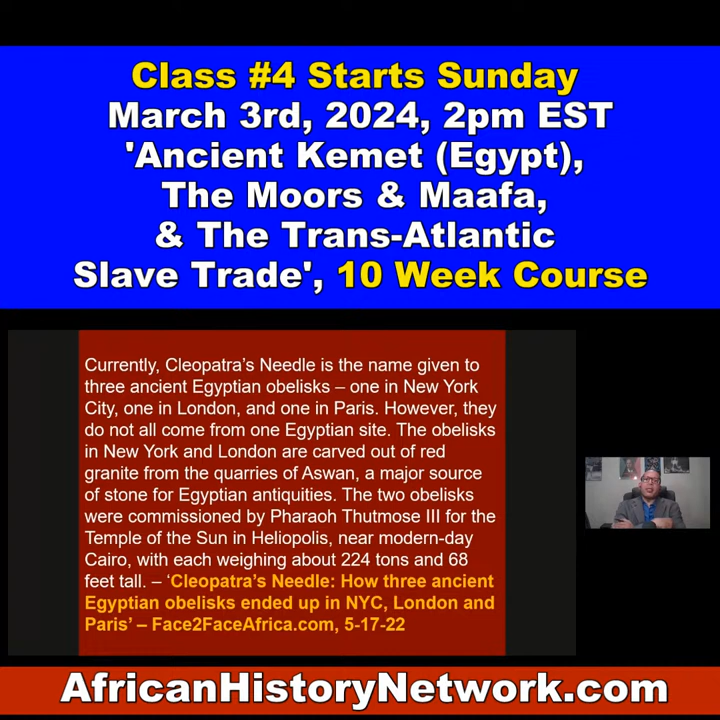 Class #4 Starts Sunday
March 3rd, 2024, 2pm EST
'Ancient Kemet (Egypt),
The Moors & Maafa,
& The Trans-Atlantic
Slave Trade', 10 Week Course
Currently, Cleopatra's Needle is the name given to
three ancient Egyptian obelisks – one in New York
City, one in London, and one in Paris. However, they
do not all come from one Egyptian site. The obelisks
in New York and London are carved out of red
granite from the quarries of Aswan, a major source
of stone for Egyptian antiquities. The two obelisks
were commissioned by Pharaoh Thutmose III for the
Temple of the Sun in Heliopolis, near modern-day
Cairo, with each weighing about 224 tons and 68
feet tall. – 'Cleopatra's Needle: How three ancient
Egyptian obelisks ended up in NYC, London and
Paris' – Face2FaceAfrica.com, 5-17-22
AfricanHistoryNetwork.com